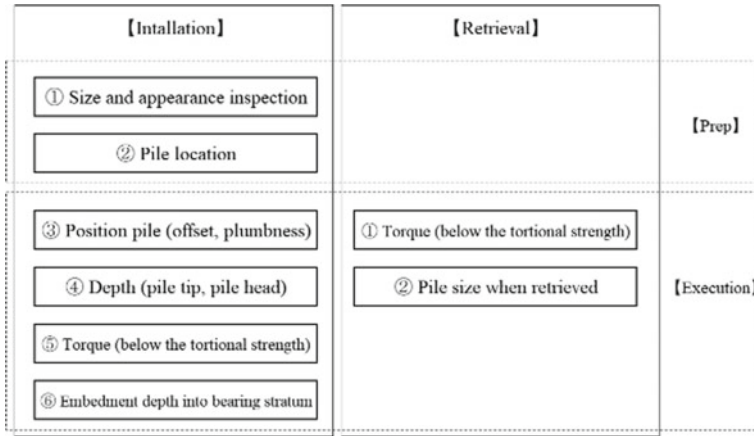 【Intallation】
【Retrieval】
① Size and appearance inspection
② Pile location
【Prep】
③ Position pile (offset, plumbness)
④ Depth (pile tip, pile head)
⑤ Torque (below the tortional strength)
⑥ Embedment depth into bearing stratum
① Torque (below the tortional strength)
② Pile size when retrieved
【Execution】